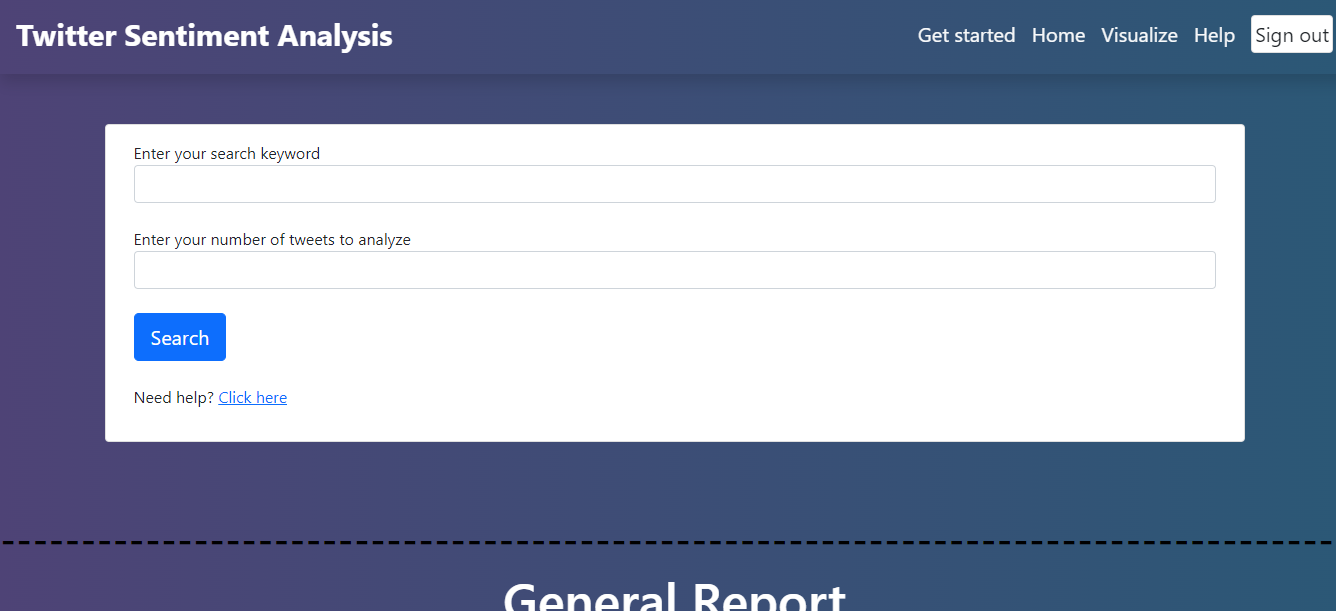 Twitter Sentiment Analysis
Get started Home Visualize Help Sign out
Enter your search keyword
Enter your number of tweets to analyze
Search
Need help? Click here
General Report